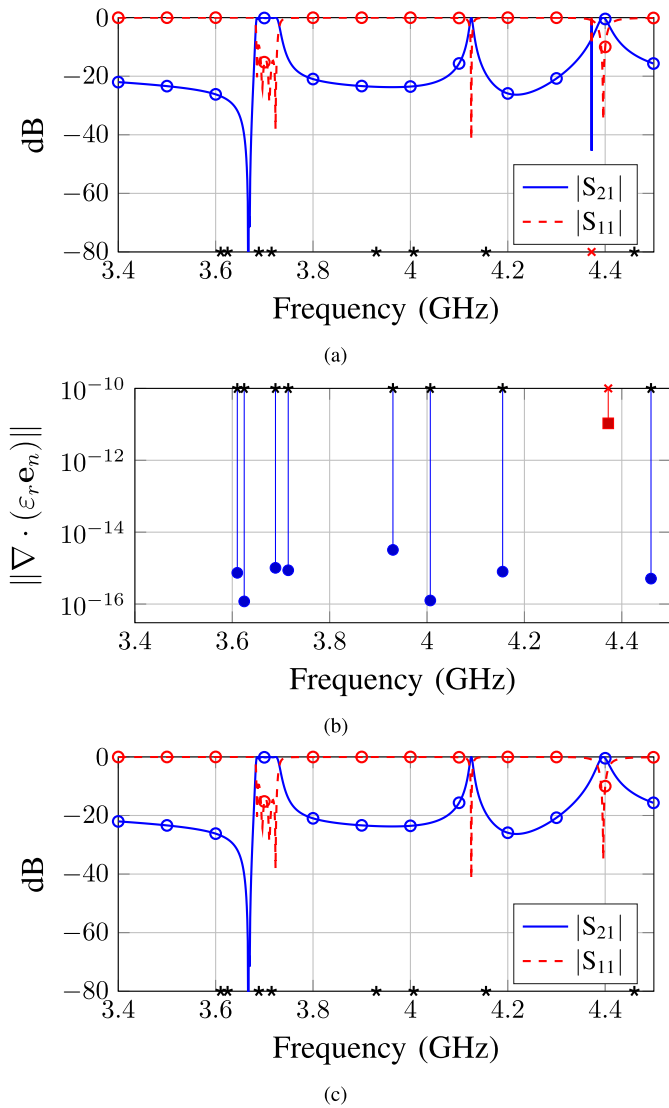 0
−20
−40
−60
−80
dB
|S21|
|S11|
3.4 3.6 3.8 4 4.2 4.4
Frequency (GHz)
(a)
10−10
10−12
10−14
10−16
‖∇ · (εr en)‖
3.4 3.6 3.8 4 4.2 4.4
Frequency (GHz)
(b)
0
−20
−40
−60
−80
dB
|S21|
|S11|
3.4 3.6 3.8 4 4.2 4.4
Frequency (GHz)
(c)